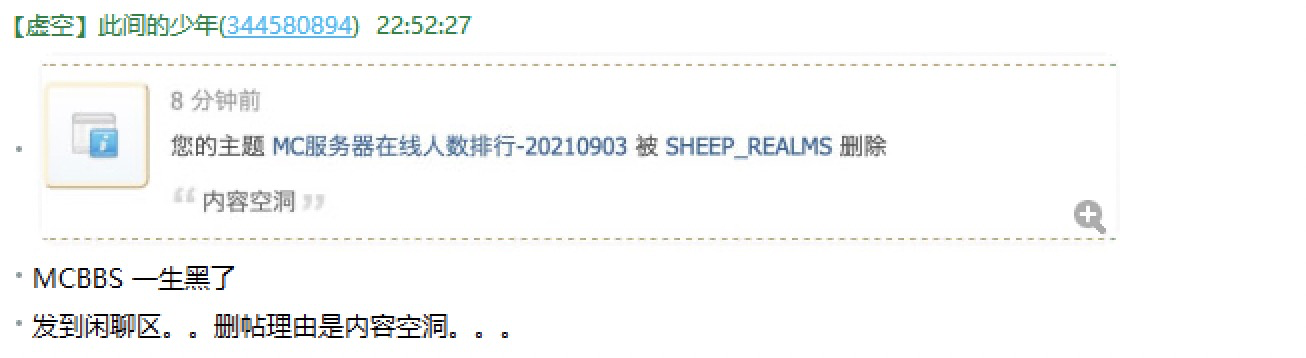 【虚空】此间的少年(344580894) 22:52:27
8 分钟前
您的主题 MC服务器在线人数排行-20210903 被 SHEEP_REALMS 删除
“ 内容空洞 ”
MCBBS 一生黑了
发到闲聊区。。删帖理由是内容空洞。。。